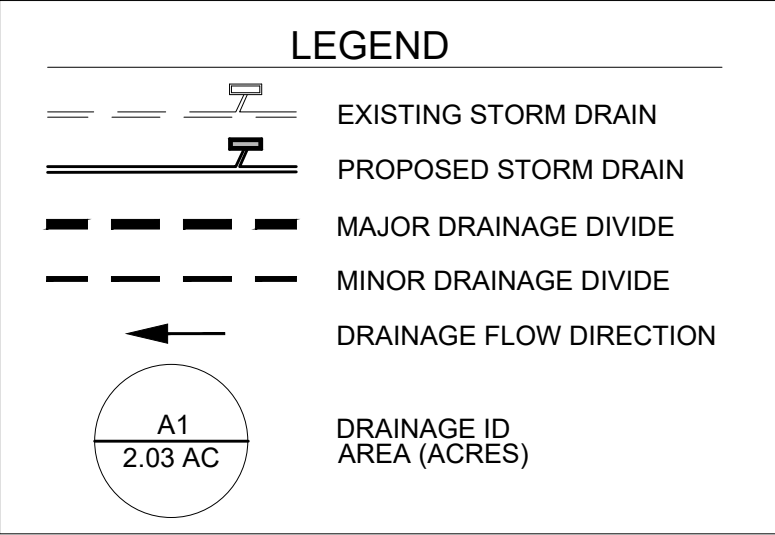 LEGEND
EXISTING STORM DRAIN
PROPOSED STORM DRAIN
MAJOR DRAINAGE DIVIDE
MINOR DRAINAGE DIVIDE
DRAINAGE FLOW DIRECTION
A1
2.03 AC
DRAINAGE ID
AREA (ACRES)